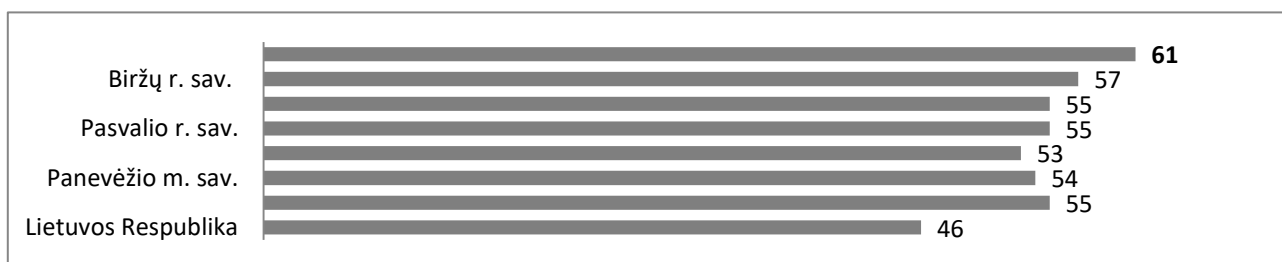 61
Biržų r. sav. 57
55
Pasvalio r. sav. 55
53
Panevėžio m. sav. 54
55
Lietuvos Respublika 46